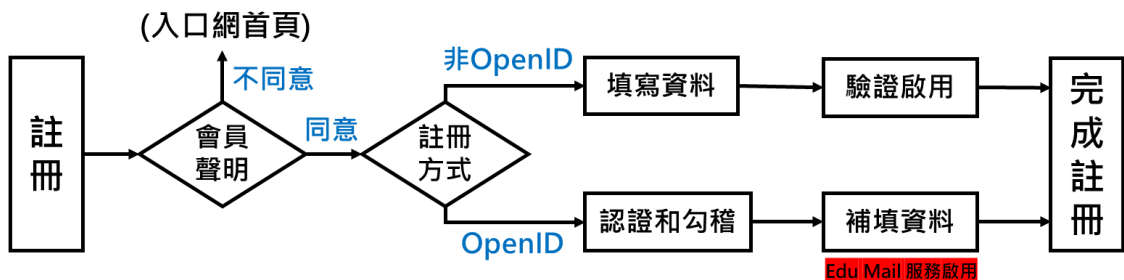 (入口網首頁)
不同意
註冊
會員
聲明
同意
註冊
方式
非OpenID
填寫資料
驗證啟用
OpenID
認證和勾稽
補填資料
Edu Mail 服務啟用
完成註冊